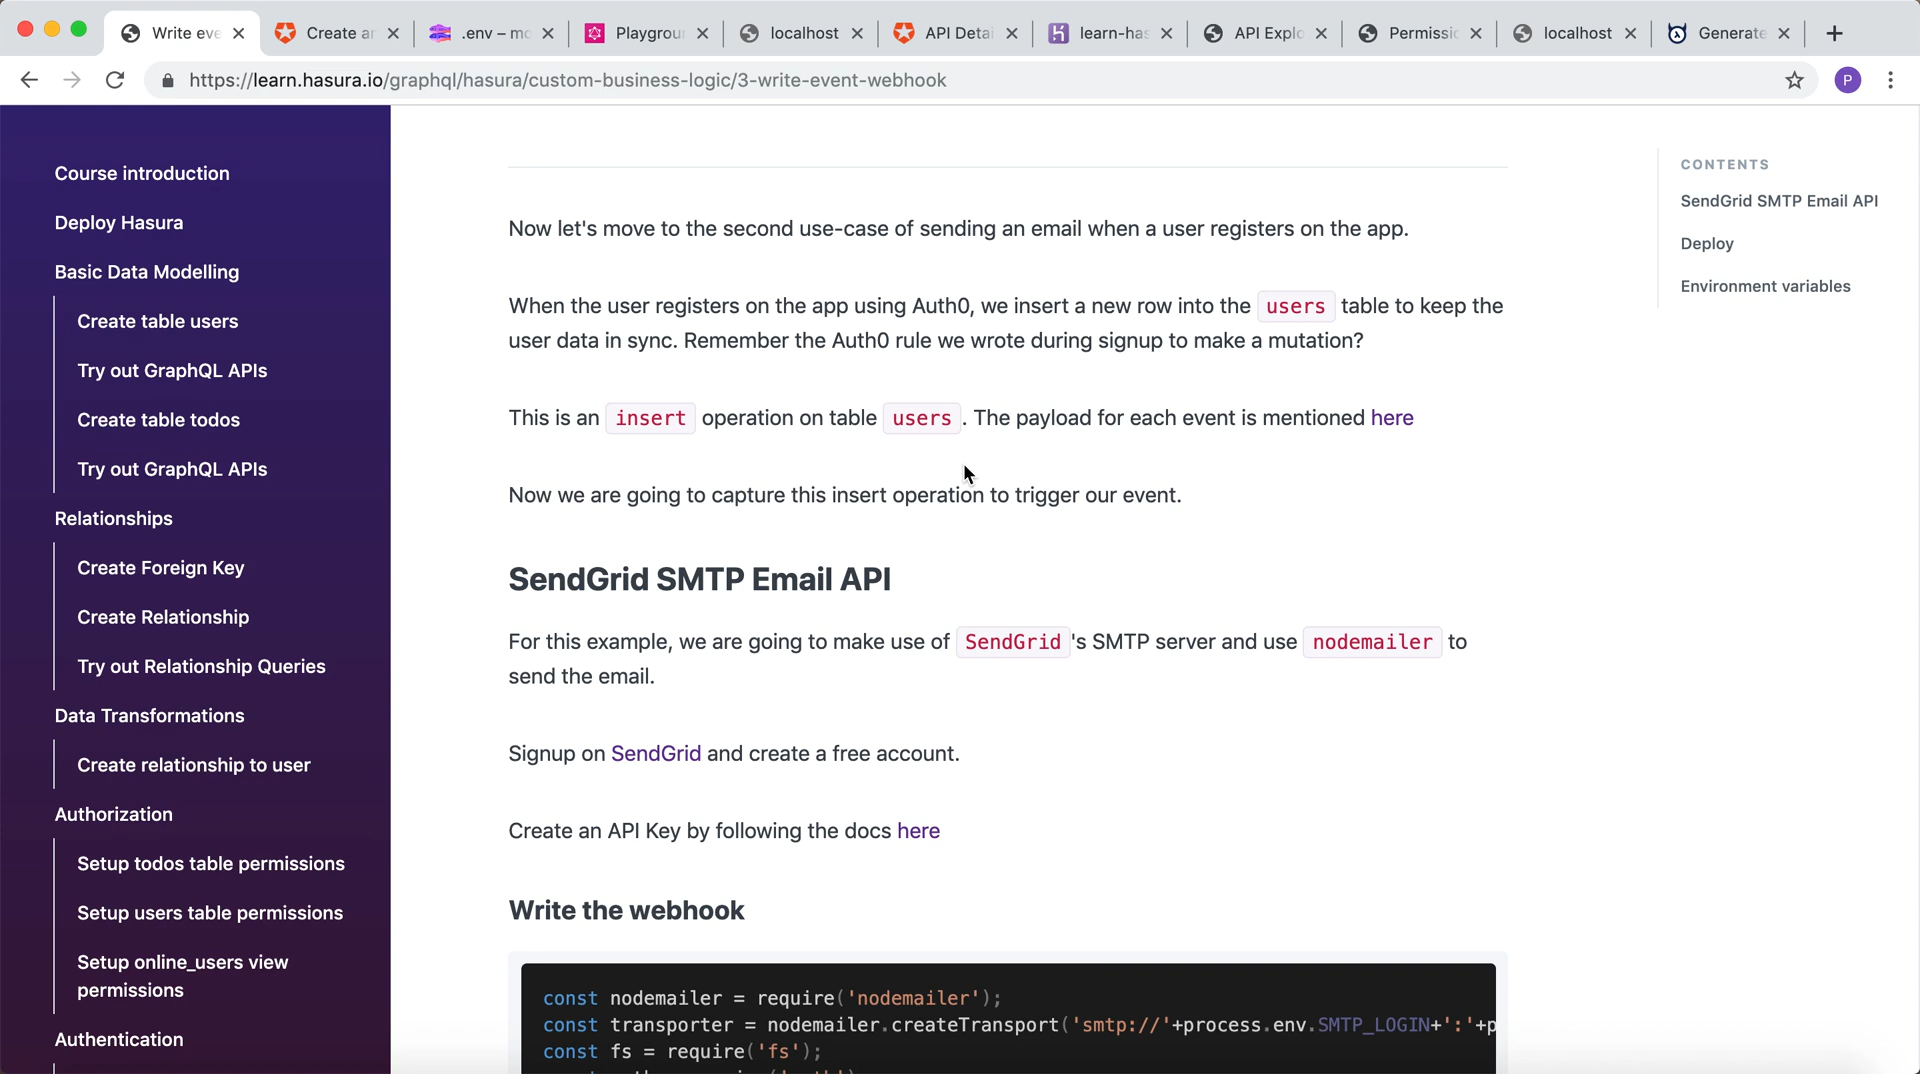 Write eve
Create an
.env – mo
Playgroun
localhost
API Detai
learn-has
API Explo
Permissio
localhost
Generate
https://learn.hasura.io/graphql/hasura/custom-business-logic/3-write-event-webhook
P
Course introduction
Deploy Hasura
Basic Data Modelling
Create table users
Try out GraphQL APIs
Create table todos
Try out GraphQL APIs
Relationships
Create Foreign Key
Create Relationship
Try out Relationship Queries
Data Transformations
Create relationship to user
Authorization
Setup todos table permissions
Setup users table permissions
Setup online_users view
permissions
Authentication
Now let's move to the second use-case of sending an email when a user registers on the app.
When the user registers on the app using Auth0, we insert a new row into the users table to keep the
user data in sync. Remember the Auth0 rule we wrote during signup to make a mutation?
This is an insert operation on table users. The payload for each event is mentioned here
Now we are going to capture this insert operation to trigger our event.
SendGrid SMTP Email API
For this example, we are going to make use of SendGrid's SMTP server and use nodemailer to
send the email.
Signup on SendGrid and create a free account.
Create an API Key by following the docs here
Write the webhook
const nodemailer = require('nodemailer');
const transporter = nodemailer.createTransport('smtp://'+process.env.SMTP_LOGIN+':'+p
const fs = require('fs');
CONTENTS
SendGrid SMTP Email API
Deploy
Environment variables